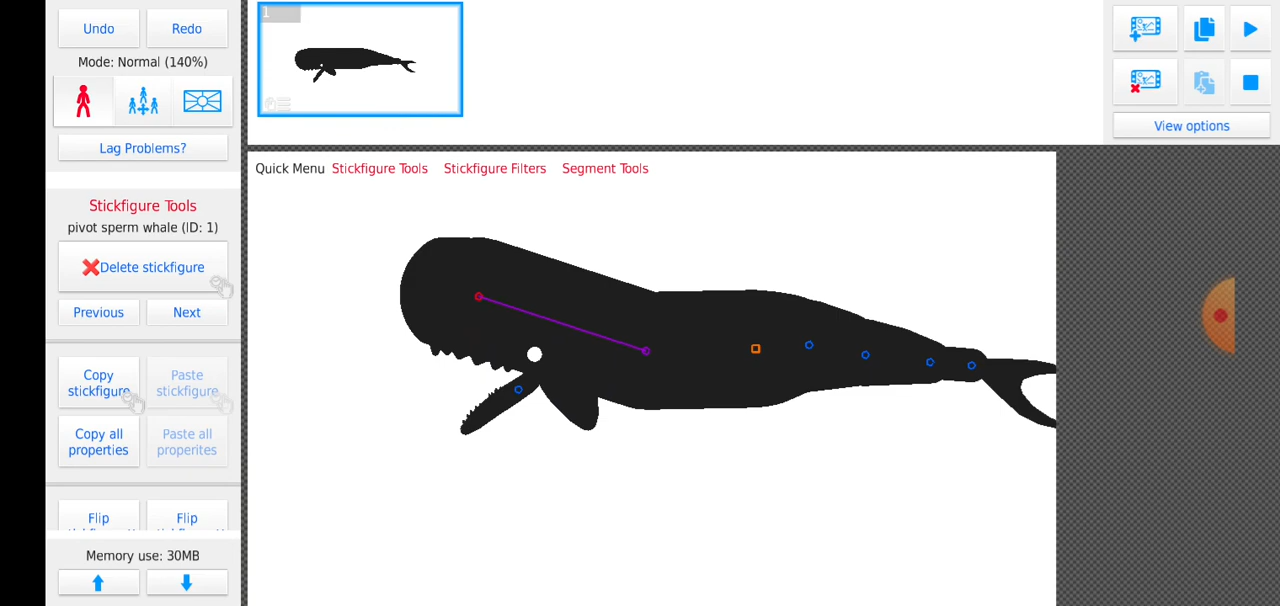 Undo
Redo
Mode: Normal (140%)
Lag Problems?
Stickfigure Tools
pivot sperm whale (ID: 1)
Delete stickfigure
Previous
Next
Copy
stickfigure
Paste
stickfigure
Copy all
properties
Paste all
properites
Flip
Flip
Memory use: 30MB
1
View options
Quick Menu Stickfigure Tools Stickfigure Filters Segment Tools